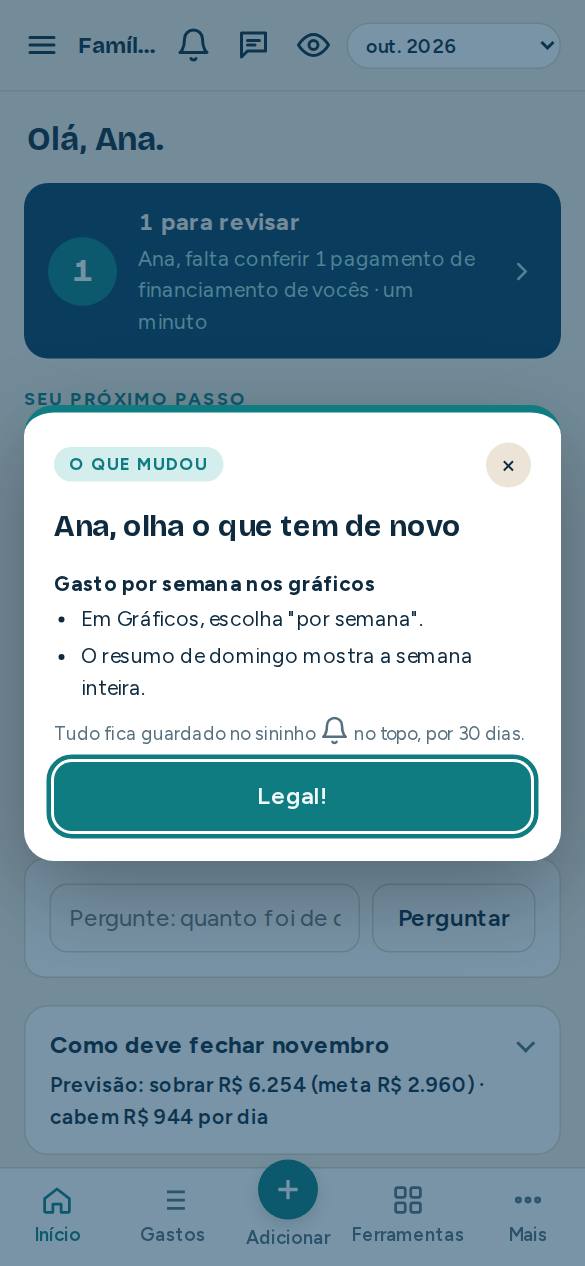 Famíl...
out. 2026
Olá, Ana.
1
1 para revisar
Ana, falta conferir 1 pagamento de
financiamento de vocês · um
minuto
SEU PRÓXIMO PASSO
O QUE MUDOU
×
Ana, olha o que tem de novo
Gasto por semana nos gráficos
• Em Gráficos, escolha "por semana".
• O resumo de domingo mostra a semana
inteira.
Tudo fica guardado no sininho no topo, por 30 dias.
Legal!
Pergunte: quanto foi de
Perguntar
Como deve fechar novembro
Previsão: sobrar R$ 6.254 (meta R$ 2.960) ·
cabem R$ 944 por dia
Início
Gastos
Adicionar
Ferramentas
Mais